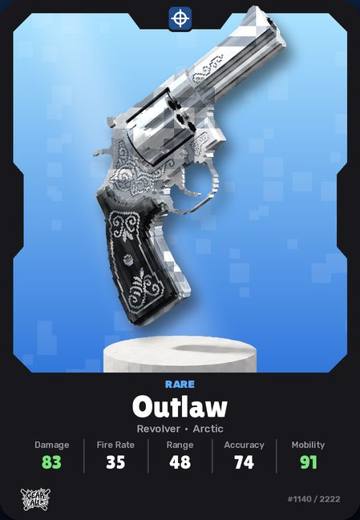 RARE
Outlaw
Revolver • Arctic
Damage Fire Rate Range Accuracy Mobility
83 35 48 74 91
#1140 / 2222